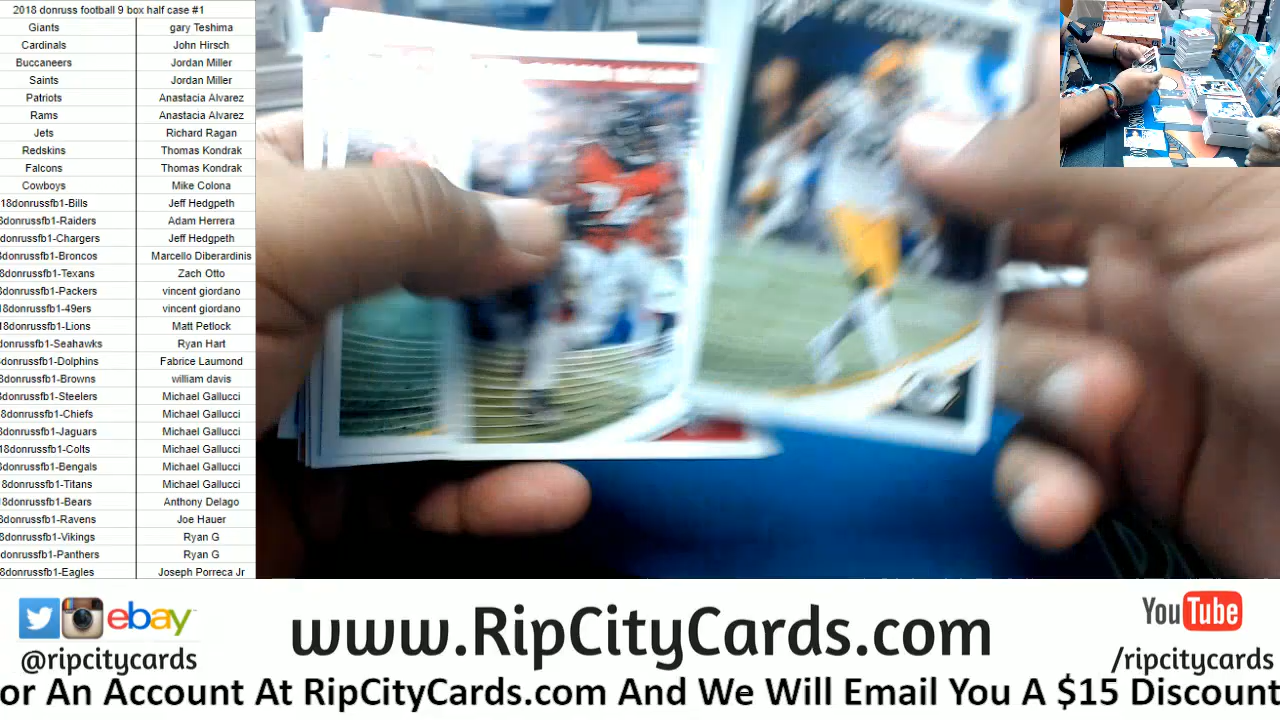 2018 donruss football 9 box half case #1
Giants gary Teshima
Cardinals John Hirsch
Buccaneers Jordan Miller
Saints Jordan Miller
Patriots Anastacia Alvarez
Rams Anastacia Alvarez
Jets Richard Ragan
Redskins Thomas Kondrak
Falcons Thomas Kondrak
Cowboys Mike Colona
18donrussfb1-Bills Jeff Hedgpeth
8donrussfb1-Raiders Adam Herrera
donrussfb1-Chargers Jeff Hedgpeth
8donrussfb1-Broncos Marcello Diberardinis
8donrussfb1-Texans Zach Otto
8donrussfb1-Packers vincent giordano
18donrussfb1-49ers vincent giordano
18donrussfb1-Lions Matt Petlock
donrussfb1-Seahawks Ryan Hart
8donrussfb1-Dolphins Fabrice Laumond
8donrussfb1-Browns william davis
8donrussfb1-Steelers Michael Gallucci
8donrussfb1-Chiefs Michael Gallucci
8donrussfb1-Jaguars Michael Gallucci
18donrussfb1-Colts Michael Gallucci
8donrussfb1-Bengals Michael Gallucci
18donrussfb1-Titans Michael Gallucci
18donrussfb1-Bears Anthony Delago
8donrussfb1-Ravens Joe Hauer
8donrussfb1-Vikings Ryan G
donrussfb1-Panthers Ryan G
8donrussfb1-Eagles Joseph Porreca Jr
ebay
@ripcitycards
www.RipCityCards.com
YouTube
/ripcitycards
or An Account At RipCityCards.com And We Will Email You A $15 Discount